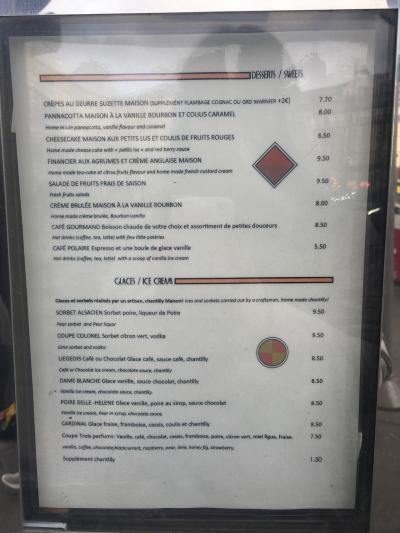 DESSERTS / SWEETS
CRÊPES AU BEURRE SUZETTE MAISON (SUPPLÉMENT FLAMBAGE COGNAC OU GRD MARNIER +2€) 7.70
PANNACOTTA MAISON À LA VANILLE BOURBON ET COULIS CARAMEL 8.00
Home made pannacotta, vanilla flavour and caramel
CHEESECAKE MAISON AUX PETITS LUS ET COULIS DE FRUITS ROUGES 8.50
Home made cheese cake with « petits lus » and red berry sauce
FINANCIER AUX AGRUMES ET CRÈME ANGLAISE MAISON 9.50
Home made tea-cake at citrus fruits flavour and home made french custard cream
SALADE DE FRUITS FRAIS DE SAISON 9.50
Fresh fruits salads
CRÈME BRULÉE MAISON À LA VANILLE BOURBON 8.00
Home made crème brulée, Bourbon vanilla
CAFÉ GOURMAND Boisson chaude de votre choix et assortiment de petites douceurs 8.50
Hot drinks (coffee, tea, latte) with few little pastries
CAFÉ POLAIRE Espresso et une boule de glace vanille 5.50
Hot drinks (coffee, tea, latte) with a scoop of vanilla ice cream
GLACES / ICE CREAM
Glaces et sorbets réalisés par un artisan, chantilly Maison! Ices and sorbets carried out by a craftsman, home made chantilly!
SORBET ALSACIEN Sorbet poire, liqueur de Poire 9.50
Pear sorbet and Pear liquor
COUPE COLONEL Sorbet citron vert, vodka 9.50
Lime sorbet and vodka
LIEGEOIS Café ou Chocolat Glace café, sauce café, chantilly 8.50
Café or Chocolat ice cream, chocolate sauce, chantilly
DAME BLANCHE Glace vanille, sauce chocolat, chantilly 8.50
Vanilla ice cream, chocolate sauce, chantilly.
POIRE BELLE-HELENE Glace vanille, poire au sirop, sauce chocolat 8.50
Vanilla ice cream, Pear in syrup, chocolate sauce.
CARDINAL Glace fraise, framboise, cassis, coulis et chantilly 8.50
Coupe Trois parfums: Vanille, café, chocolat, cassis, framboise, poire, citron vert, miel figue, fraise. 7.50
vanilla, coffee, chocolate, blackcurrant, raspberry, pear, lime, honey fig, strawberry.
Supplément chantilly 1.50